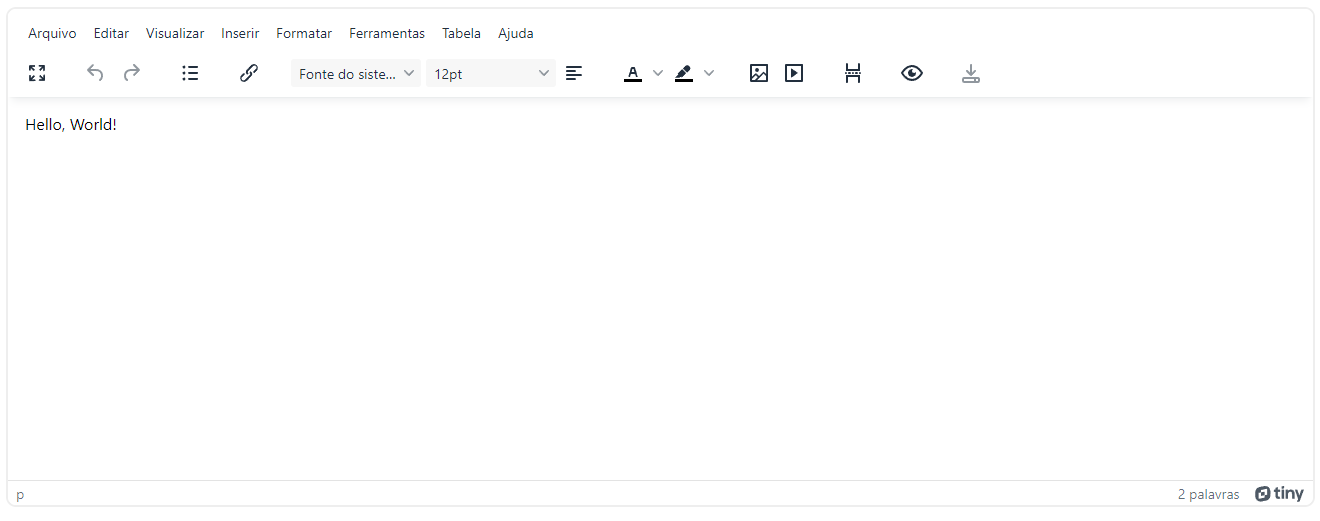 Arquivo Editar Visualizar Inserir Formatar Ferramentas Tabela Ajuda
Fonte do siste... 12pt A
Hello, World!
p 2 palavras tiny